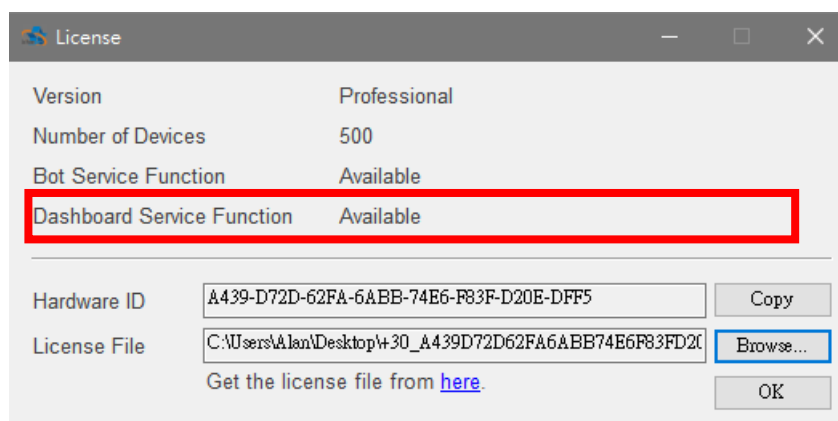 License
Version Professional
Number of Devices 500
Bot Service Function Available
Dashboard Service Function Available
Hardware ID A439-D72D-62FA-6ABB-74E6-F83F-D20E-DFF5 Copy
License File C:\Users\Alan\Desktop\+30_A439D72D62FA6ABB74E6F83FD20 Browse...
Get the license file from here.
OK